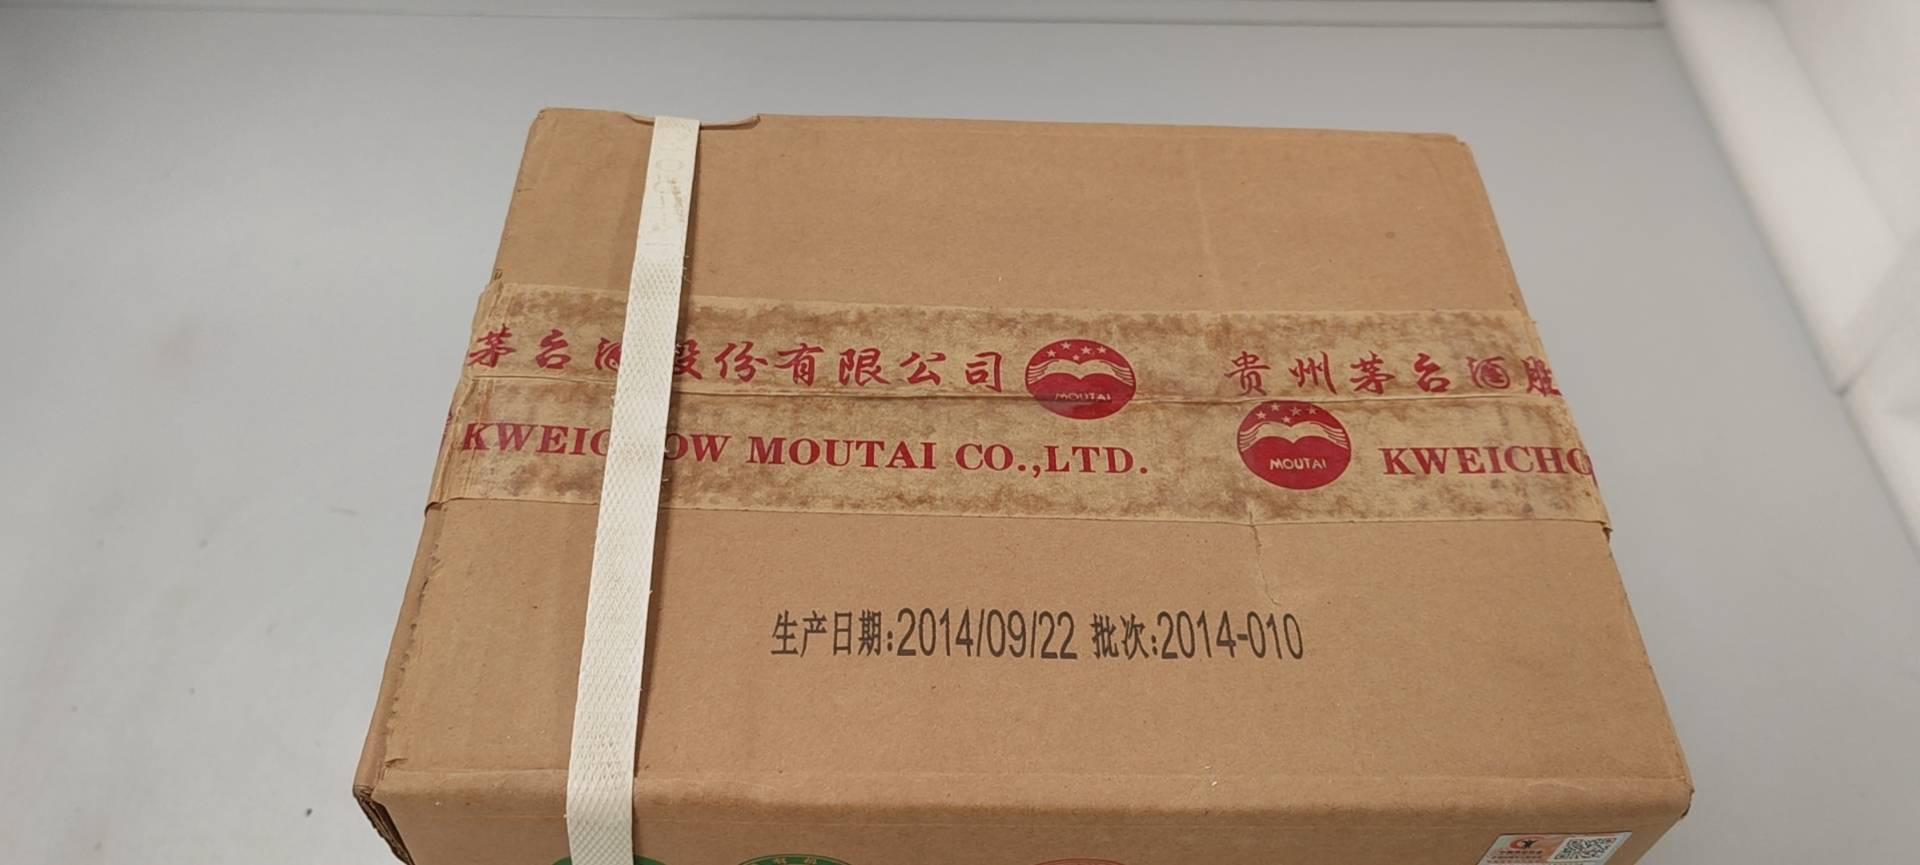 茅台酒股份有限公司 MOUTAI 贵州茅台酒股
KWEICHOW MOUTAI CO.,LTD. MOUTAI KWEICHO
生产日期:2014/09/22 批次:2014-010